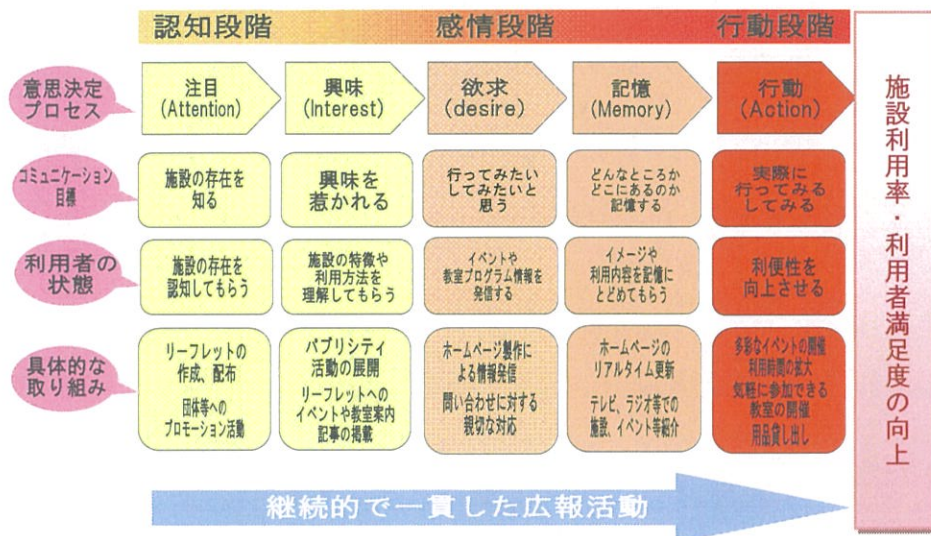 認知段階
感情段階
行動段階
意思決定
プロセス
注目
(Attention)
興味
(Interest)
欲求
(desire)
記憶
(Memory)
行動
(Action)
コミュニケーション
目標
施設の存在を
知る
興味を
惹かれる
行ってみたい
してみたいと
思う
どんなところか
どこにあるのか
記憶する
実際に
行ってみる
してみる
利用者の
状態
施設の存在を
認知してもらう
施設の特徴や
利用方法を
理解してもらう
イベントや
教室プログラム情報を
発信する
イメージや
利用内容を記憶に
とどめてもらう
利便性を
向上させる
具体的な
取り組み
リーフレットの
作成、配布
団体等への
プロモーション活動
パブリシティ
活動の展開
リーフレットへの
イベントや教室案内
記事の掲載
ホームページ製作に
よる情報発信
問い合わせに対する
親切な対応
ホームページの
リアルタイム更新
テレビ、ラジオ等での
施設、イベント等紹介
多彩なイベントの開催
利用時間の拡大
気軽に参加できる
教室の開催
用品貸し出し
継続的で一貫した広報活動
施設利用率・利用者満足度の向上